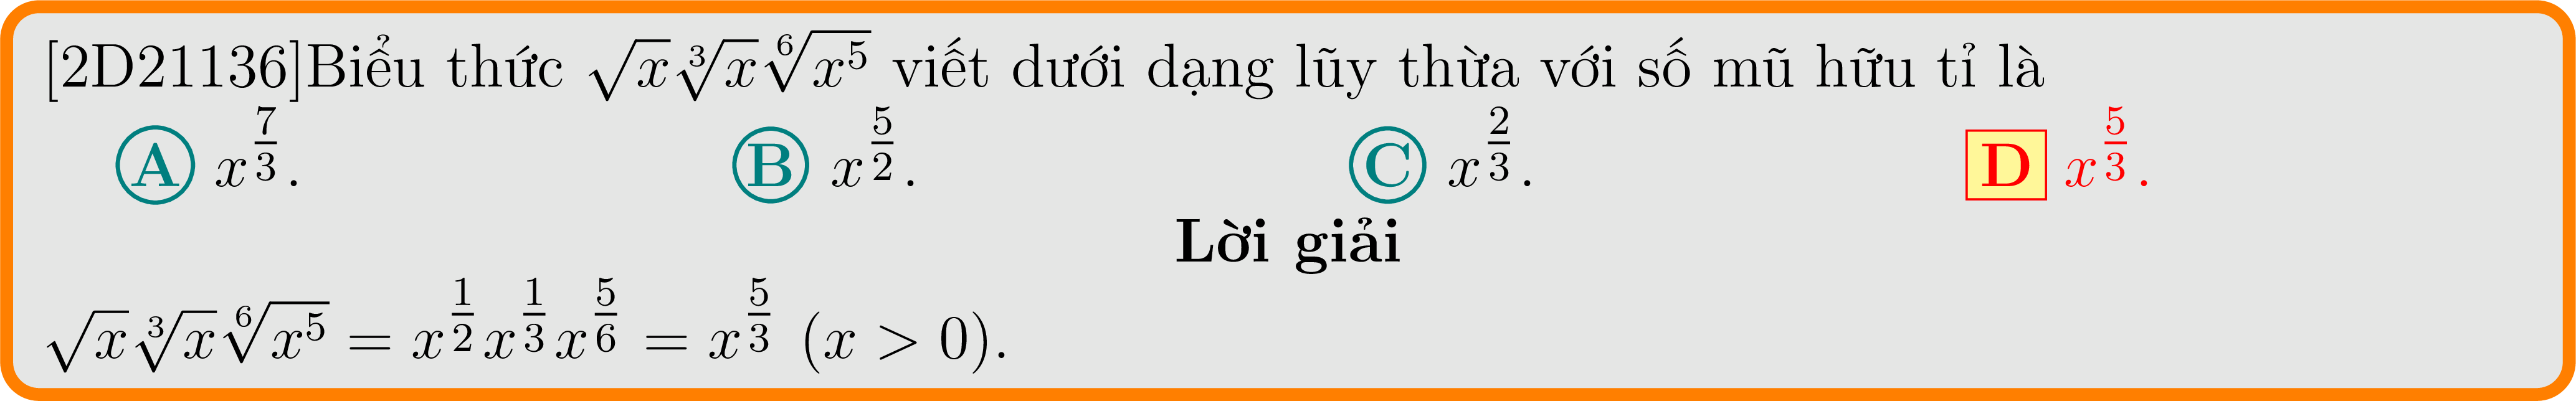 [2D21136]Biểu thức $\sqrt{x}\sqrt[3]{x}\sqrt[6]{x^5}$ viết dưới dạng lũy thừa với số mũ hữu tỉ là
A $x^{\frac{7}{3}}$. B $x^{\frac{5}{2}}$. C $x^{\frac{2}{3}}$. D $x^{\frac{5}{3}}$.
Lời giải
$\sqrt{x}\sqrt[3]{x}\sqrt[6]{x^5} = x^{\frac{1}{2}}x^{\frac{1}{3}}x^{\frac{5}{6}} = x^{\frac{5}{3}}$ $(x > 0)$.